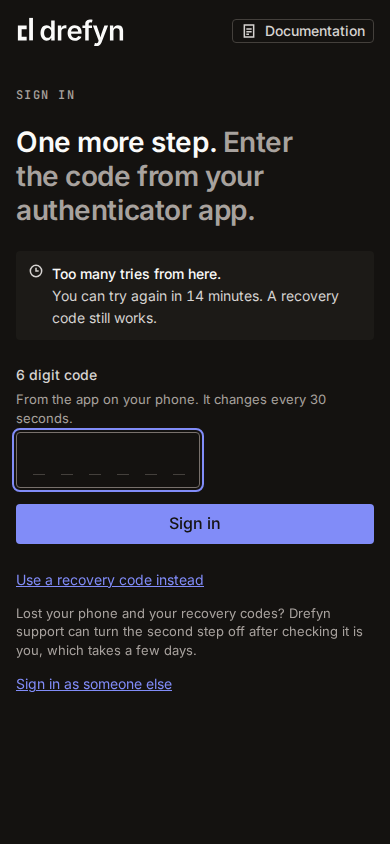 drefyn
Documentation
SIGN IN
One more step. Enter
the code from your
authenticator app.
Too many tries from here.
You can try again in 14 minutes. A recovery
code still works.
6 digit code
From the app on your phone. It changes every 30
seconds.
_ _ _ _ _ _
Sign in
Use a recovery code instead
Lost your phone and your recovery codes? Drefyn
support can turn the second step off after checking it is
you, which takes a few days.
Sign in as someone else